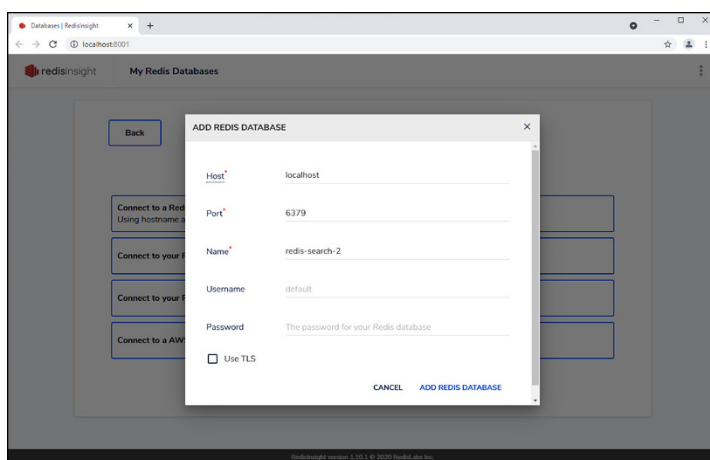 Databases | RedisInsight
localhost:8001
redisinsight
My Redis Databases
Back
ADD REDIS DATABASE
Host*
localhost
Connect to a Red
Using hostname a
Port*
6379
Connect to your R
Name*
redis-search-2
Connect to your R
Username
default
Connect to a AW
Password
The password for your Redis database
Use TLS
CANCEL
ADD REDIS DATABASE
RedisInsight version 1.10.1 © 2020 RedisLabs Inc.